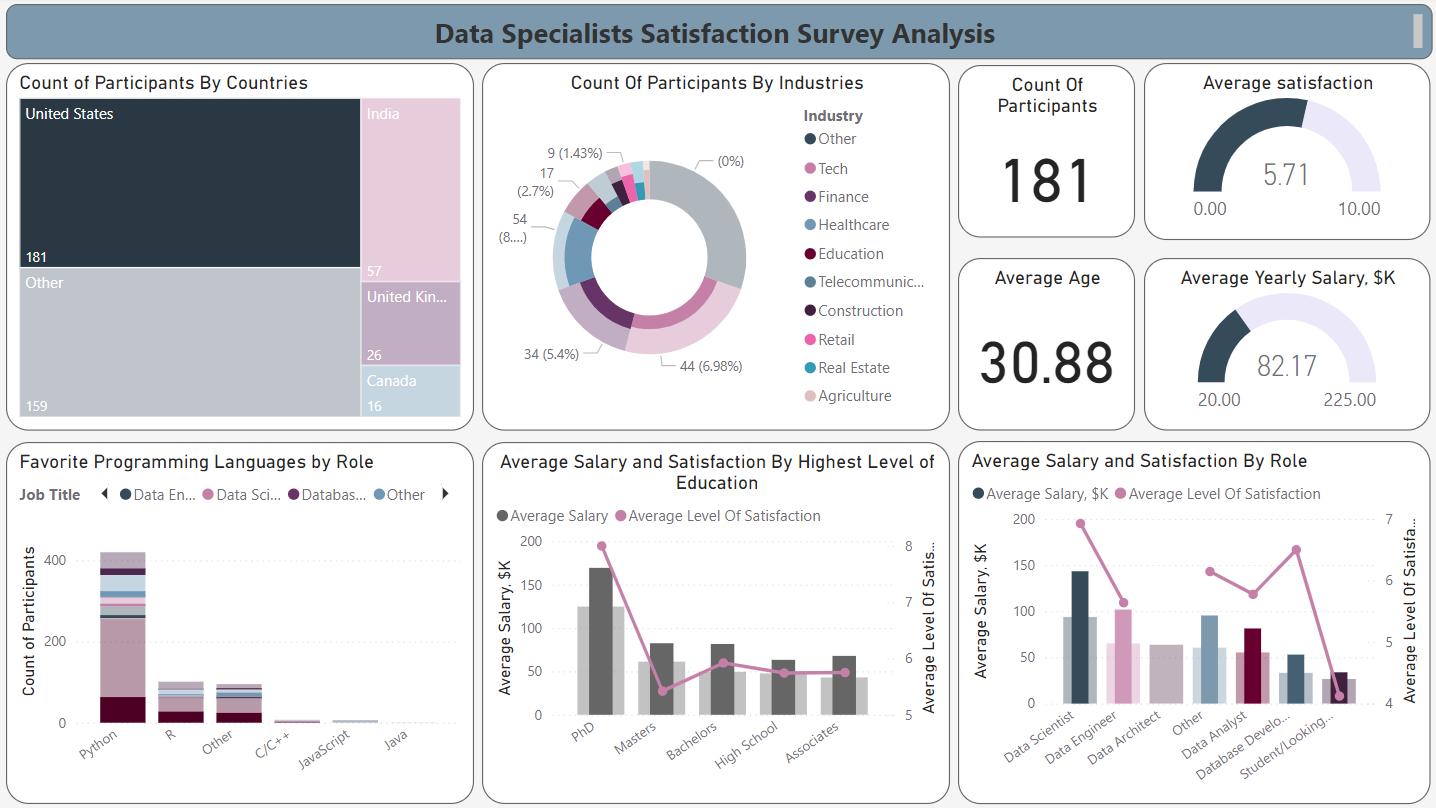 Data Specialists Satisfaction Survey Analysis
Count of Participants By Countries
United States
181
Other
159
India
57
United Kin...
26
Canada
16
Count Of Participants By Industries
9 (1.43%)
17
(2.7%)
54
(8....)
34 (5.4%)
44 (6.98%)
(0%)
Industry
Other
Tech
Finance
Healthcare
Education
Telecommunic...
Construction
Retail
Real Estate
Agriculture
Count Of
Participants
181
Average satisfaction
5.71
0.00 10.00
Average Age
30.88
Average Yearly Salary, $K
82.17
20.00 225.00
Favorite Programming Languages by Role
Job Title Data En... Data Sci... Databas... Other
Count of Participants
400
200
0
Python R Other C/C++ JavaScript Java
Average Salary and Satisfaction By Highest Level of
Education
Average Salary Average Level Of Satisfaction
Average Salary, $K
200
150
100
50
0
8
7
6
5
Average Level Of Satis...
PhD Masters Bachelors High School Associates
Average Salary and Satisfaction By Role
Average Salary, $K Average Level Of Satisfaction
Average Salary, $K
200
150
100
50
0
7
6
5
4
Average Level Of Satisfa...
Data Scientist Data Engineer Data Architect Other Data Analyst Database Develo... Student/Looking...